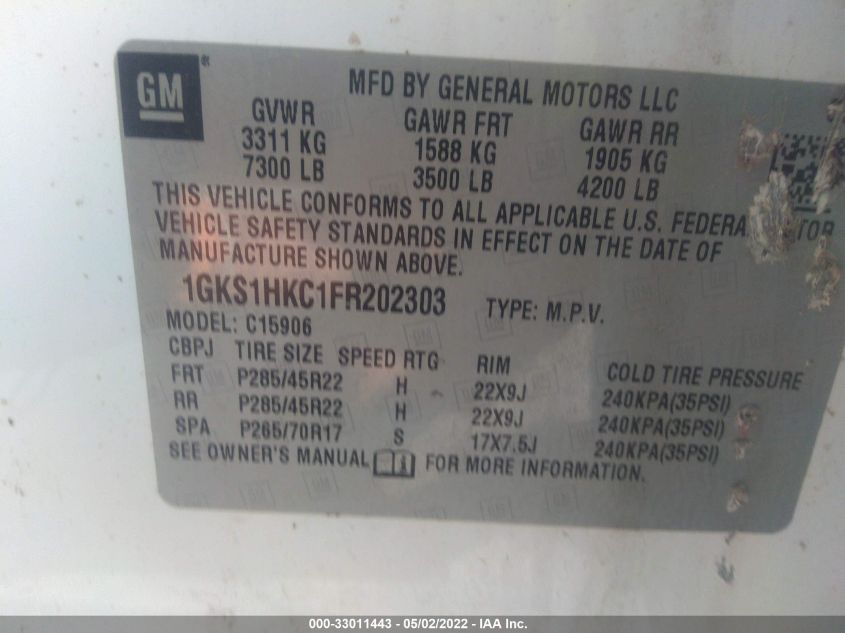 GM
MFD BY GENERAL MOTORS LLC
GVWR GAWR FRT GAWR RR
3311 KG 1588 KG 1905 KG
7300 LB 3500 LB 4200 LB
THIS VEHICLE CONFORMS TO ALL APPLICABLE U.S. FEDERAL
VEHICLE SAFETY STANDARDS IN EFFECT ON THE DATE OF
MANUFACTURE SHOWN ABOVE.
1GKS1HKC1FR202303 TYPE: M.P.V.
MODEL: C15906
CBPJ TIRE SIZE SPEED RTG RIM COLD TIRE PRESSURE
FRT P285/45R22 H 22X9J 240KPA(35PSI)
RR P285/45R22 H 22X9J 240KPA(35PSI)
SPA P265/70R17 S 17X7.5J 240KPA(35PSI)
SEE OWNER'S MANUAL FOR MORE INFORMATION.
000-33011443 - 05/02/2022 - IAA Inc.